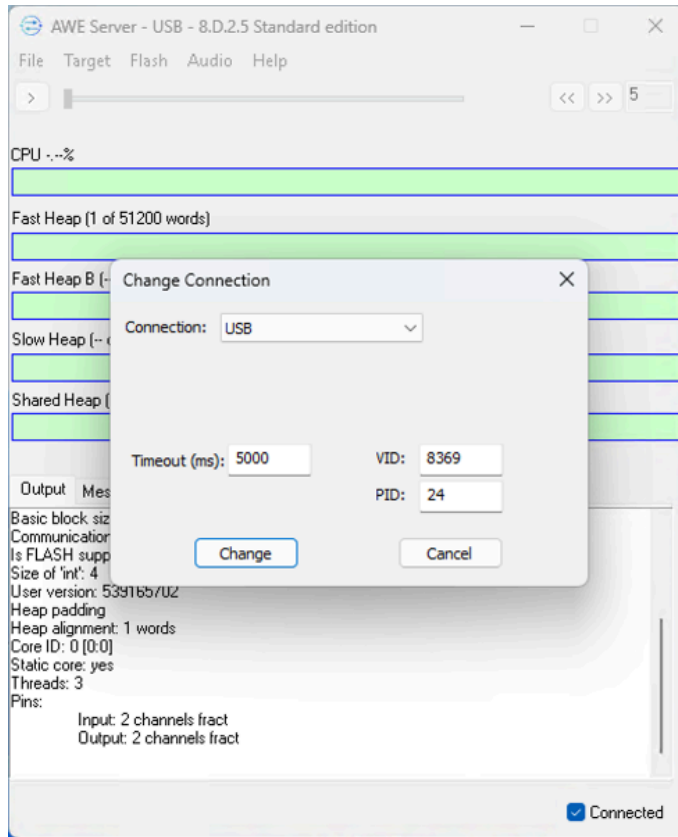 AWE Server - USB - 8.D.2.5 Standard edition
File Target Flash Audio Help
> << >> 5
CPU -.--%
Fast Heap (1 of 51200 words)
Fast Heap B (-
Slow Heap (--
Shared Heap (
Change Connection
Connection: USB
Timeout (ms): 5000 VID: 8369
PID: 24
Change Cancel
Output Mes
Basic block siz
Communication
Is FLASH supp
Size of 'int': 4
User version: 539165702
Heap padding
Heap alignment: 1 words
Core ID: 0 [0:0]
Static core: yes
Threads: 3
Pins:
Input: 2 channels fract
Output: 2 channels fract
Connected